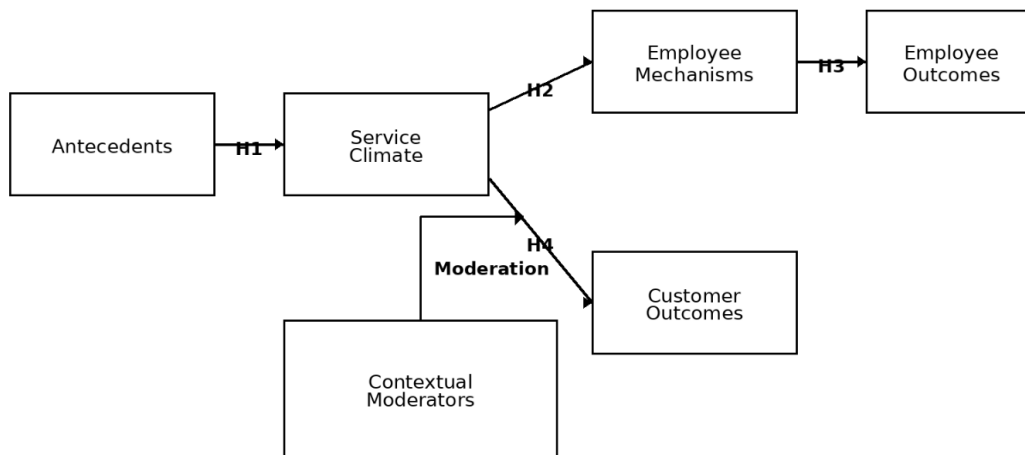 Employee
Mechanisms
Employee
Outcomes
H3
H2
Antecedents
H1
Service
Climate
H4
Moderation
Customer
Outcomes
Contextual
Moderators